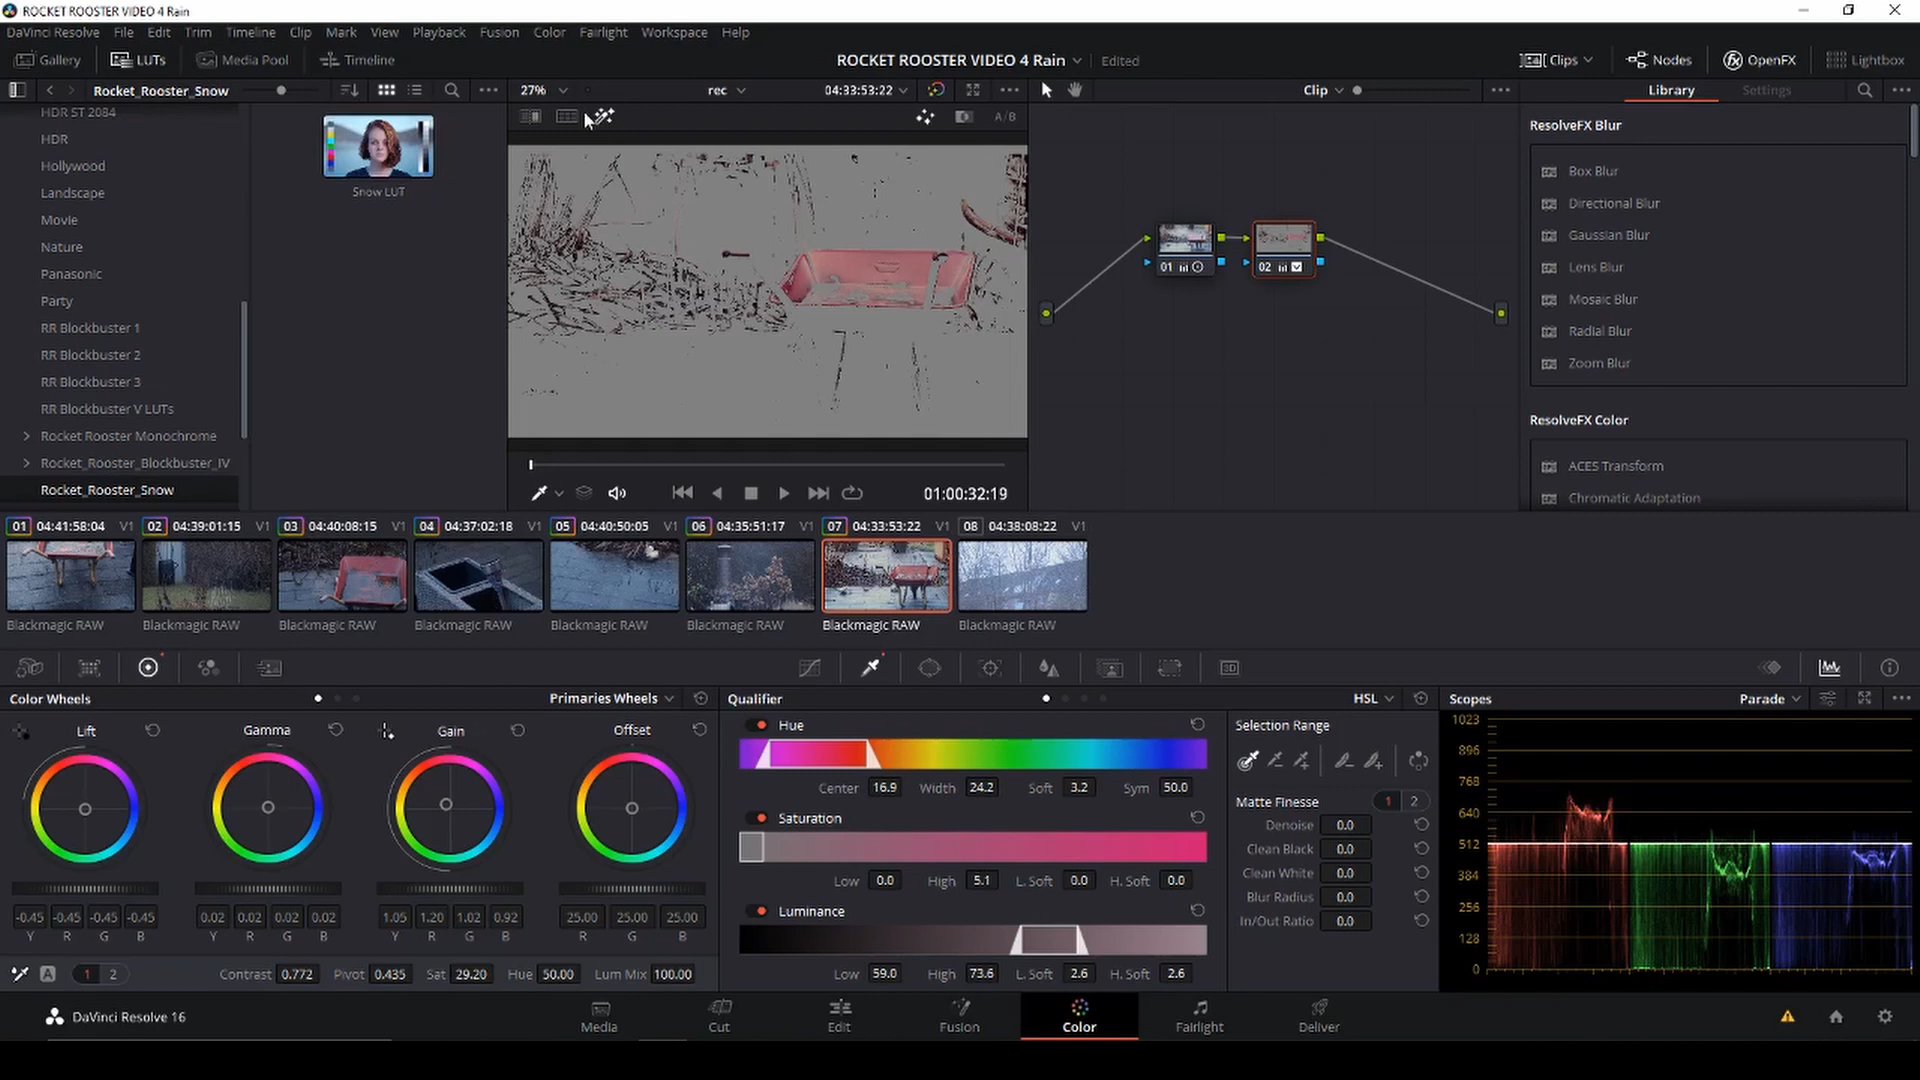 ROCKET ROOSTER VIDEO 4 Rain
DaVinci Resolve File Edit Trim Timeline Clip Mark View Playback Fusion Color Fairlight Workspace Help
Gallery LUTs Media Pool Timeline ROCKET ROOSTER VIDEO 4 Rain Edited Clips Nodes OpenFX Lightbox
Rocket_Rooster_Snow 27% rec 04:33:53:22 Clip Library Settings
A/B
HDR ST 2084
HDR
Hollywood
Landscape
Movie
Nature
Panasonic
Party
RR Blockbuster 1
RR Blockbuster 2
RR Blockbuster 3
RR Blockbuster V LUTs
Rocket Rooster Monochrome
Rocket_Rooster_Blockbuster_IV
Rocket_Rooster_Snow
Snow LUT
01:00:32:19
01
02
ResolveFX Blur
Box Blur
Directional Blur
Gaussian Blur
Lens Blur
Mosaic Blur
Radial Blur
Zoom Blur
ResolveFX Color
ACES Transform
Chromatic Adaptation
01 04:41:58:04 V1 02 04:39:01:15 V1 03 04:40:08:15 V1 04 04:37:02:18 V1 05 04:40:50:05 V1 06 04:35:51:17 V1 07 04:33:53:22 V1 08 04:38:08:22 V1
Blackmagic RAW Blackmagic RAW Blackmagic RAW Blackmagic RAW Blackmagic RAW Blackmagic RAW Blackmagic RAW Blackmagic RAW
3D
Color Wheels Primaries Wheels
Lift Gamma Gain Offset
-0.45 -0.45 -0.45 -0.45 0.02 0.02 0.02 0.02 1.05 1.20 1.02 0.92 25.00 25.00 25.00
Y R G B Y R G B Y R G B R G B
A 1 2 Contrast 0.772 Pivot 0.435 Sat 29.20 Hue 50.00 Lum Mix 100.00
Qualifier HSL
Hue
Center 16.9 Width 24.2 Soft 3.2 Sym 50.0
Saturation
Low 0.0 High 5.1 L. Soft 0.0 H. Soft 0.0
Luminance
Low 59.0 High 73.6 L. Soft 2.6 H. Soft 2.6
Selection Range
Matte Finesse 1 2
Denoise 0.0
Clean Black 0.0
Clean White 0.0
Blur Radius 0.0
In/Out Ratio 0.0
Scopes Parade
1023
896
768
640
512
384
256
128
0
DaVinci Resolve 16 Media Cut Edit Fusion Color Fairlight Deliver